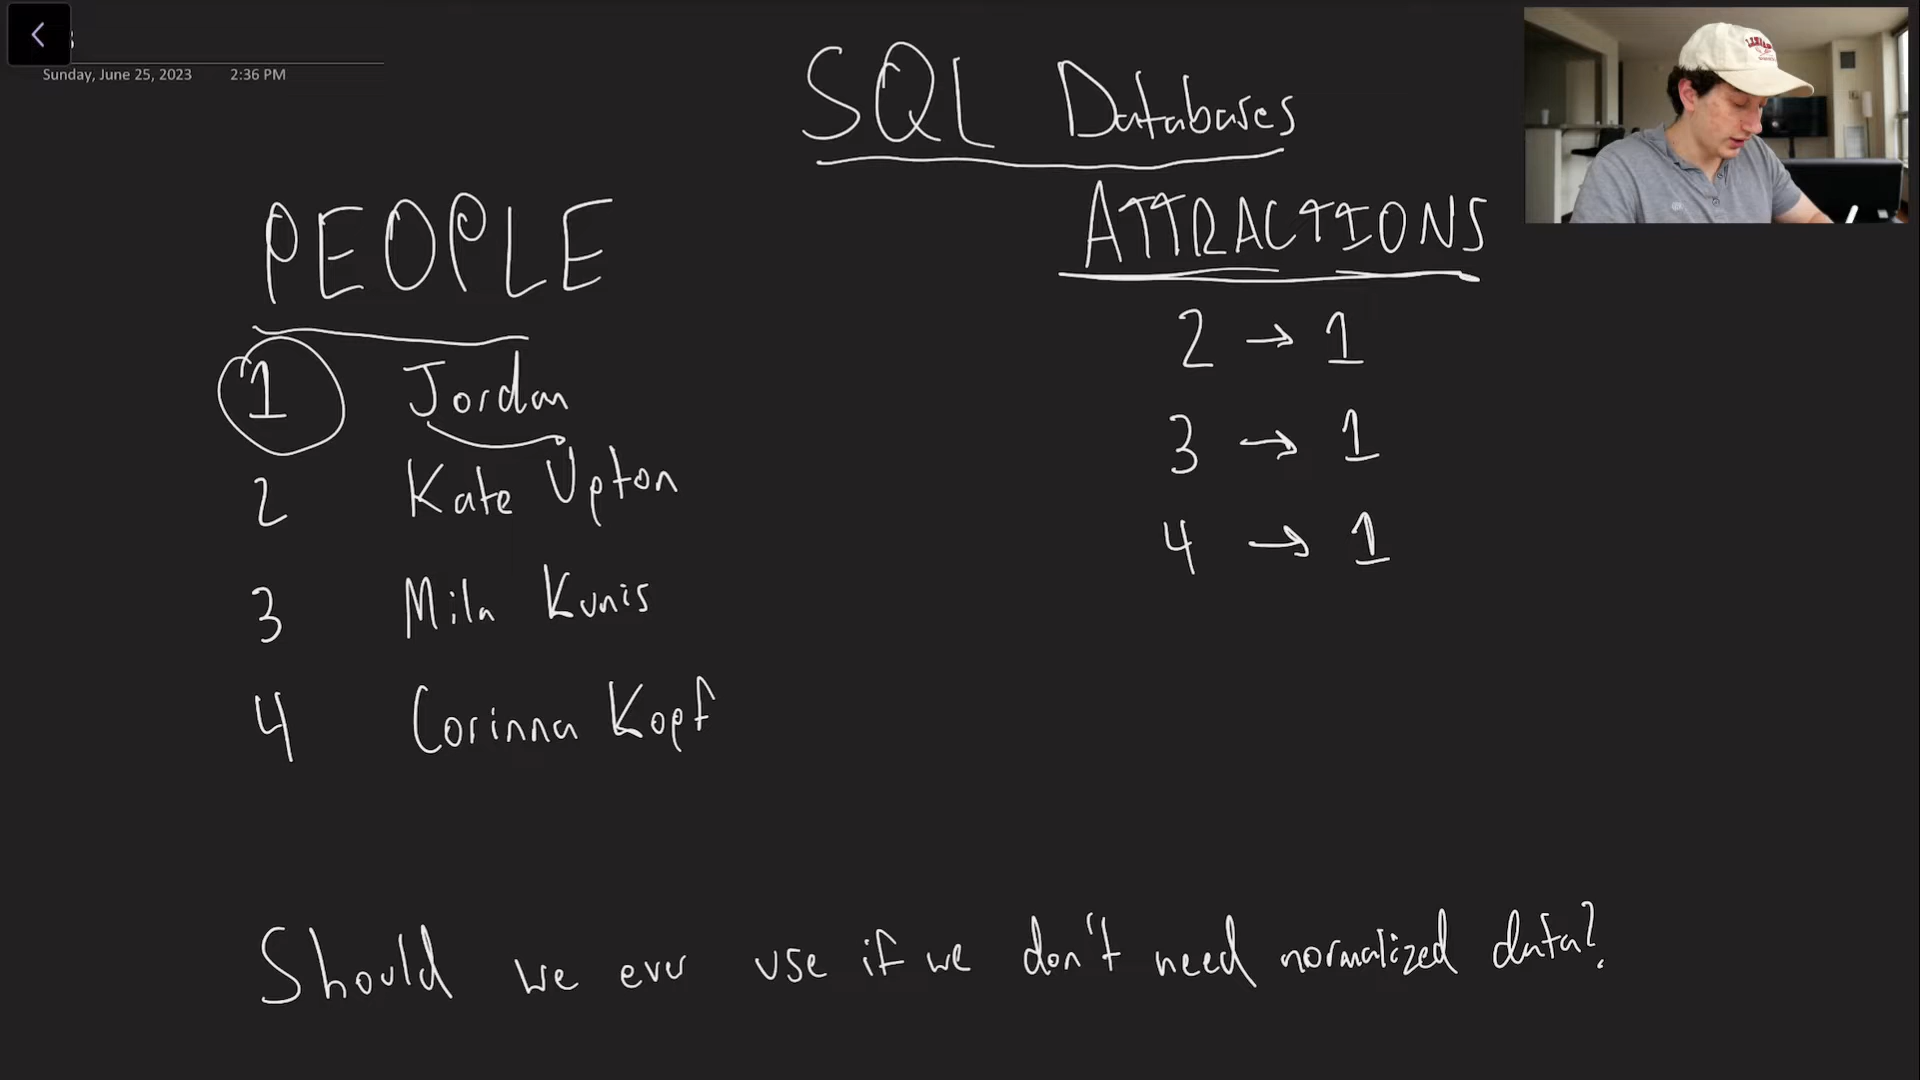 Sunday, June 25, 2023 2:36 PM
SQL Databases
PEOPLE
1 Jordan
2 Kate Upton
3 Mila Kunis
4 Corinna Kopf
ATTRACTIONS
2 → 1
3 → 1
4 → 1
Should we ever use if we don't need normalized data?